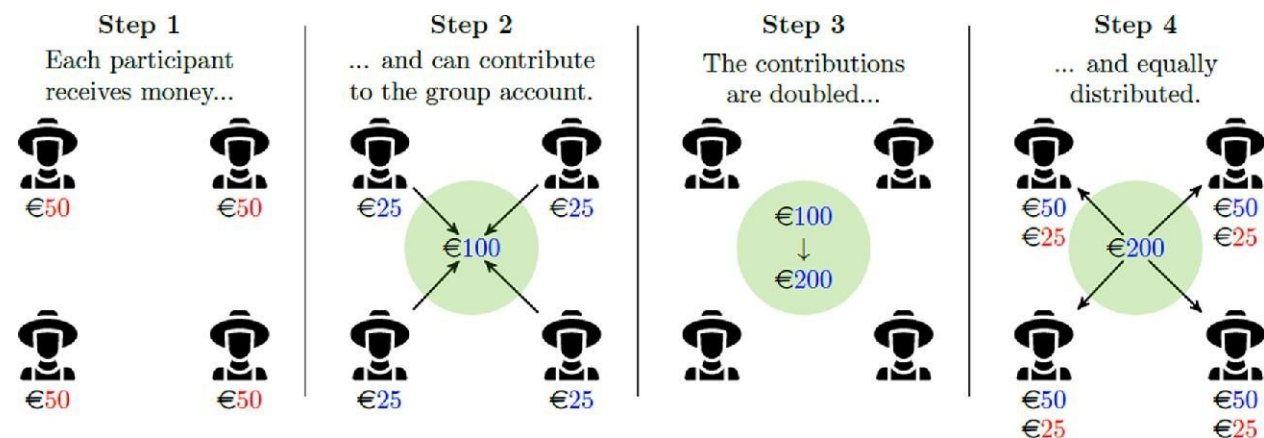 Step 1
Each participant
receives money...
€50
€50
€50
€50
Step 2
... and can contribute
to the group account.
€25
€25
€100
€25
€25
Step 3
The contributions
are doubled...
€100
↓
€200
Step 4
... and equally
distributed.
€50
€25
€50
€25
€200
€50
€25
€50
€25